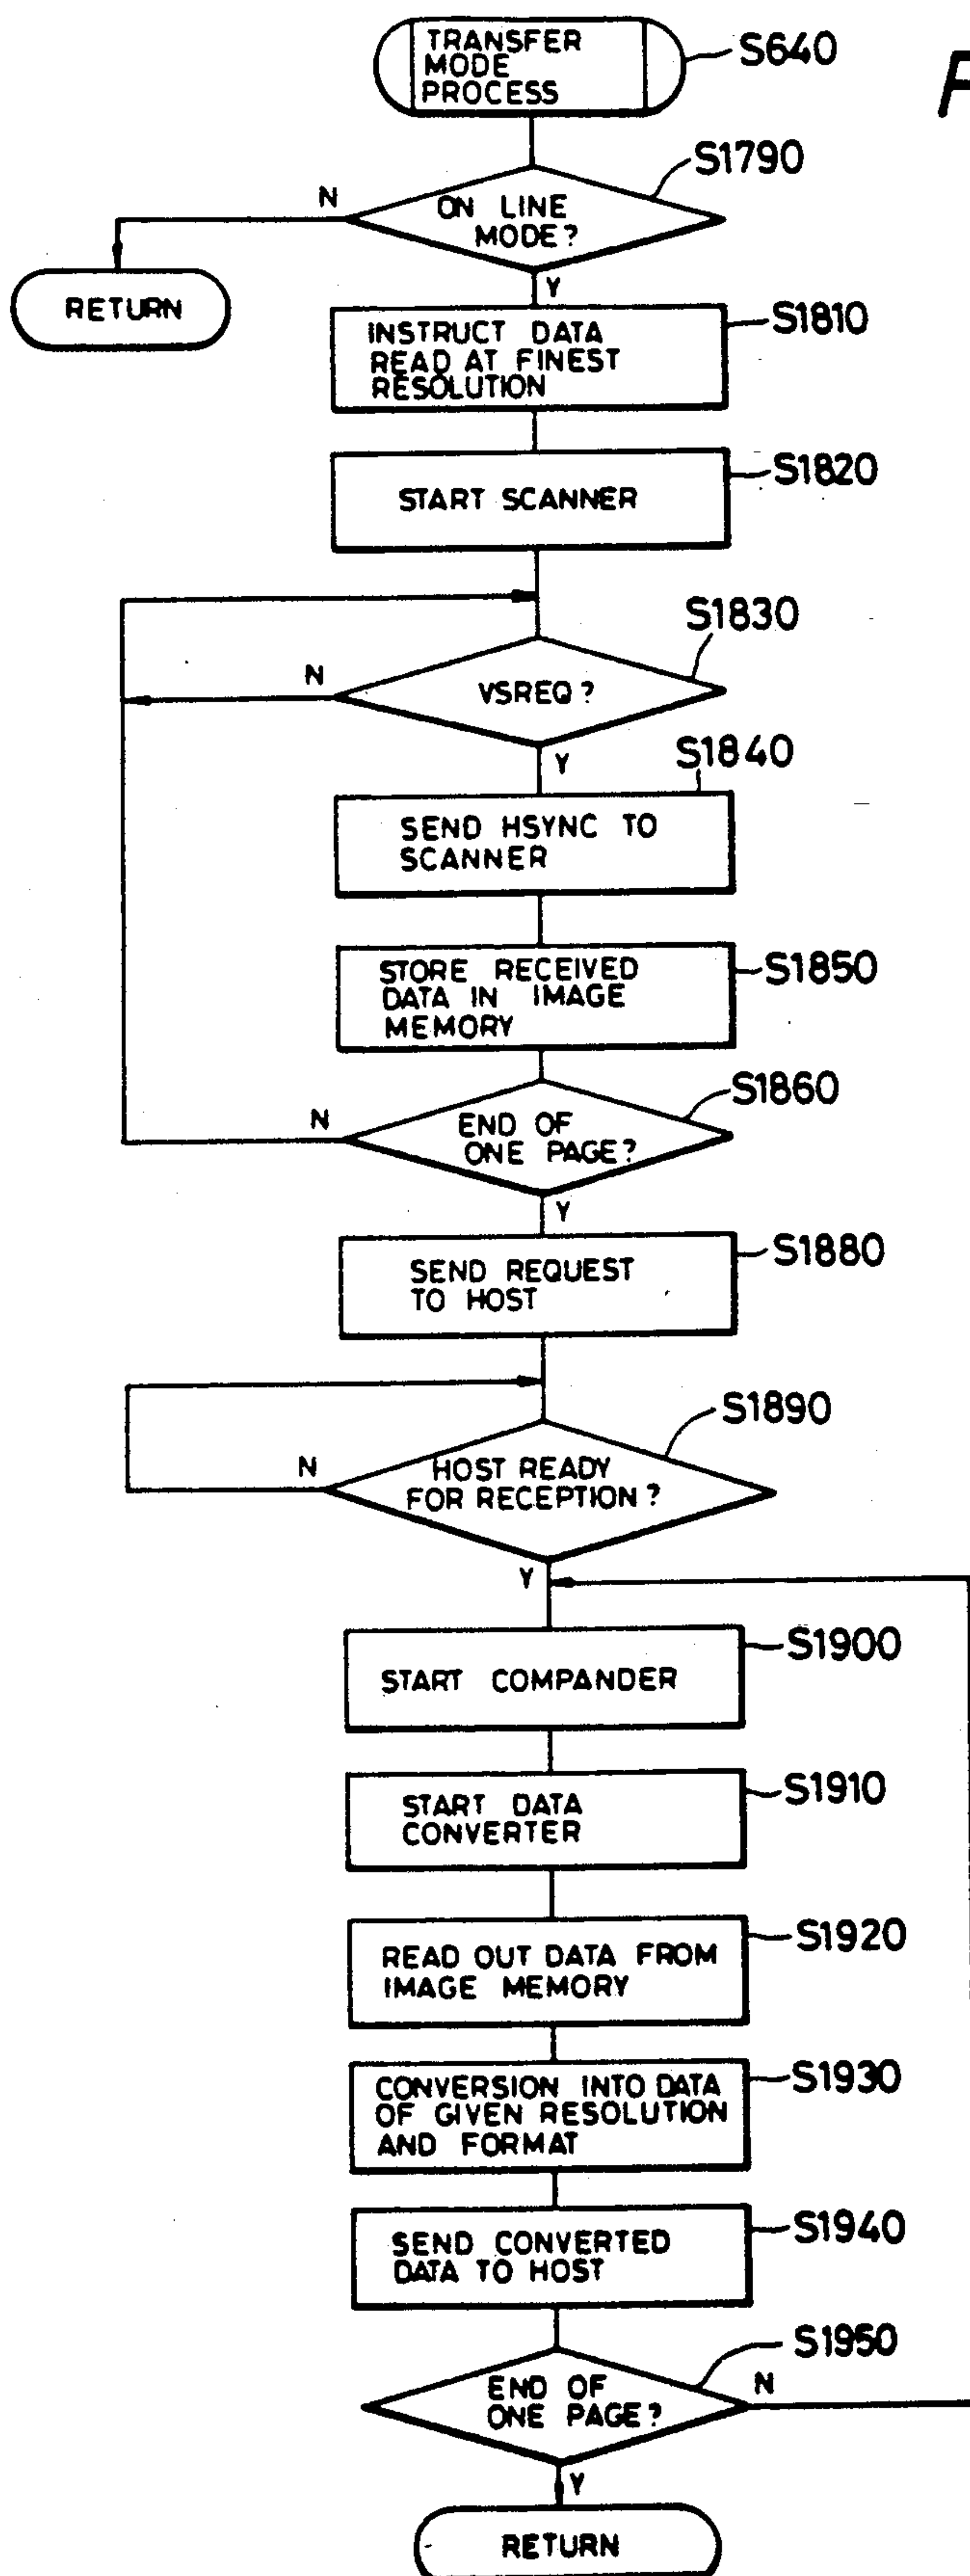 TRANSFER
MODE
PROCESS
S640
F
S1790
N
ON LINE
MODE?
RETURN
Y
INSTRUCT DATA
READ AT FINEST
RESOLUTION
S1810
START SCANNER
S1820
S1830
N
VSREQ?
Y
S1840
SEND HSYNC TO
SCANNER
STORE RECEIVED
DATA IN IMAGE
MEMORY
S1850
S1860
N
END OF
ONE PAGE?
Y
SEND REQUEST
TO HOST
S1880
S1890
N
HOST READY
FOR RECEPTION?
Y
START COMPANDER
S1900
START DATA
CONVERTER
S1910
READ OUT DATA FROM
IMAGE MEMORY
S1920
CONVERSION INTO DATA
OF GIVEN RESOLUTION
AND FORMAT
S1930
SEND CONVERTED
DATA TO HOST
S1940
S1950
END OF
ONE PAGE?
N
Y
RETURN